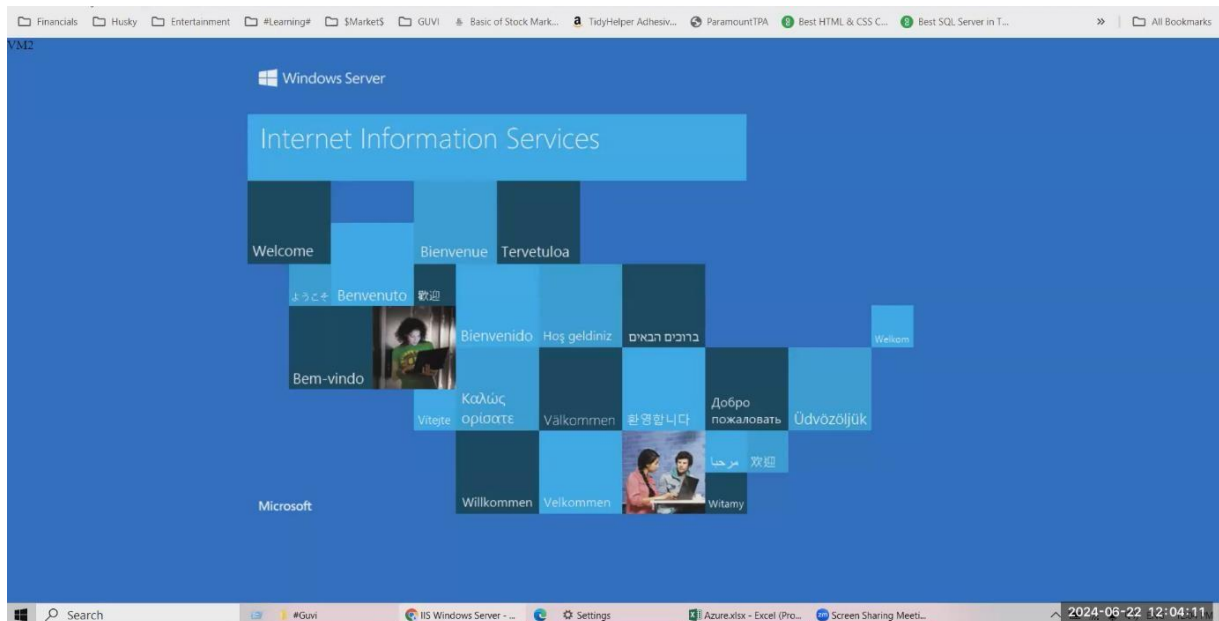 Financials Husky Entertainment #Learning# $Market$ GUVI Basic of Stock Mark... TidyHelper Adhesiv... ParamountTPA Best HTML & CSS C... Best SQL Server in T... » All Bookmarks
VM2
Windows Server
Internet Information Services
Welcome Bienvenue Tervetuloa
ようこそ Benvenuto 歡迎
Bienvenido Hoş geldiniz ברוכים הבאים Welkom
Bem-vindo
Vítejte Καλώς
ορίσατε Välkommen 환영합니다 Добро
пожаловать Üdvözöljük
مرحبا 欢迎
Microsoft Willkommen Velkommen Witamy
Search #Guvi IIS Windows Server - ... Settings Azure.xlsx - Excel (Pro... Screen Sharing Meeti... 2024-06-22 12:04:11